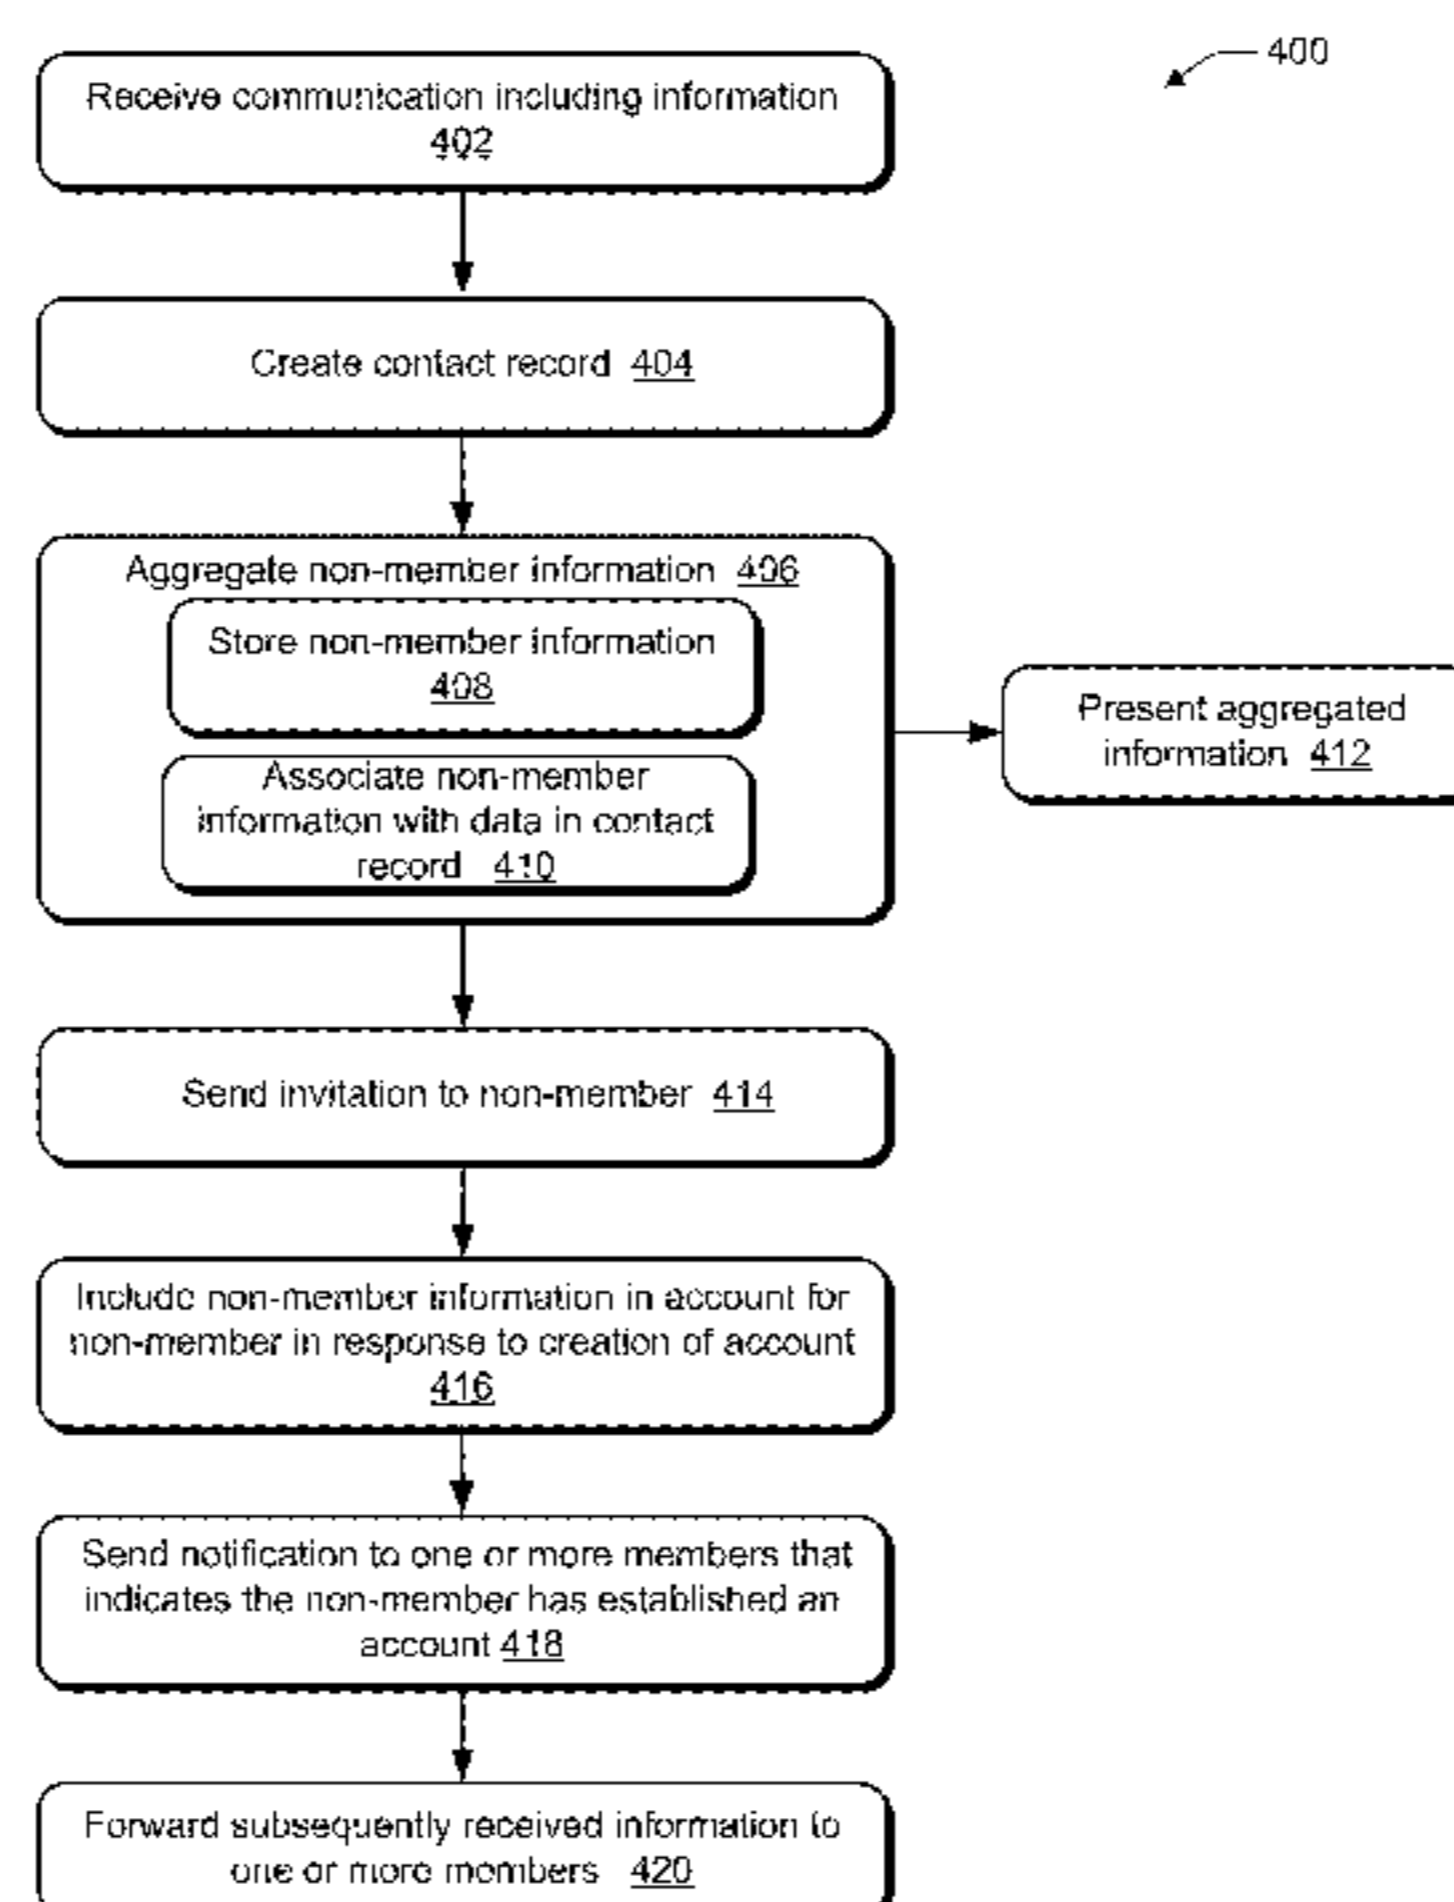 400
Receive communication including information
402
Create contact record 404
Aggregate non-member information 406
Store non-member information
408
Associate non-member
information with data in contact
record 410
Present aggregated
information 412
Send invitation to non-member 414
Include non-member information in account for
non-member in response to creation of account
416
Send notification to one or more members that
indicates the non-member has established an
account 418
Forward subsequently received information to
one or more members 420